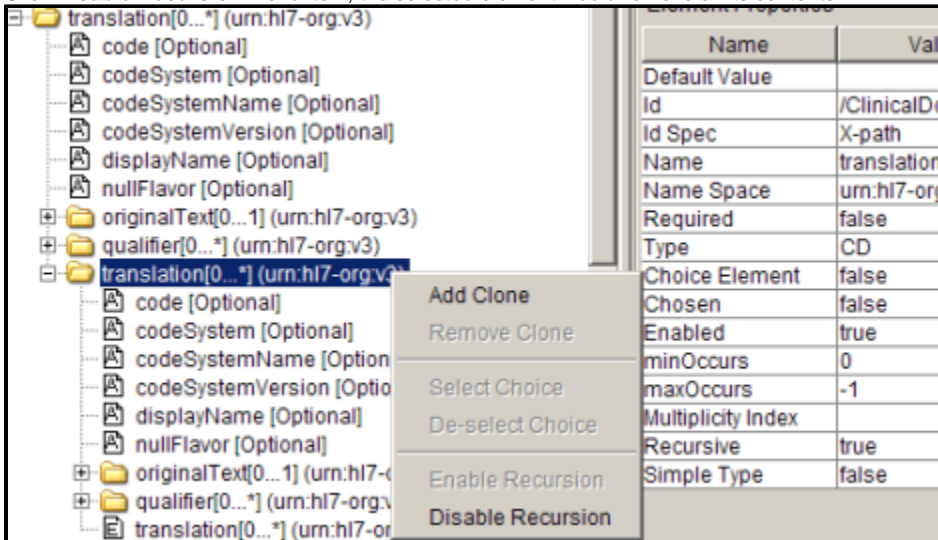 translation[0...*] (urn:hl7-org:v3)
code [Optional]
codeSystem [Optional]
codeSystemName [Optional]
codeSystemVersion [Optional]
displayName [Optional]
nullFlavor [Optional]
originalText[0...1] (urn:hl7-org:v3)
qualifier[0...*] (urn:hl7-org:v3)
translation[0...*] (urn:hl7-org:v3)
code [Optional]
codeSystem [Optional]
codeSystemName [Option
codeSystemVersion [Optio
displayName [Optional]
nullFlavor [Optional]
originalText[0...1] (urn:hl7-o
qualifier[0...*] (urn:hl7-org:v
translation[0...*] (urn:hl7-or
Add Clone
Remove Clone
Select Choice
De-select Choice
Enable Recursion
Disable Recursion
Name Val
Default Value
Id /ClinicalDo
Id Spec X-path
Name translation
Name Space urn:hl7-org
Required false
Type CD
Choice Element false
Chosen false
Enabled true
minOccurs 0
maxOccurs -1
Multiplicity Index
Recursive true
Simple Type false